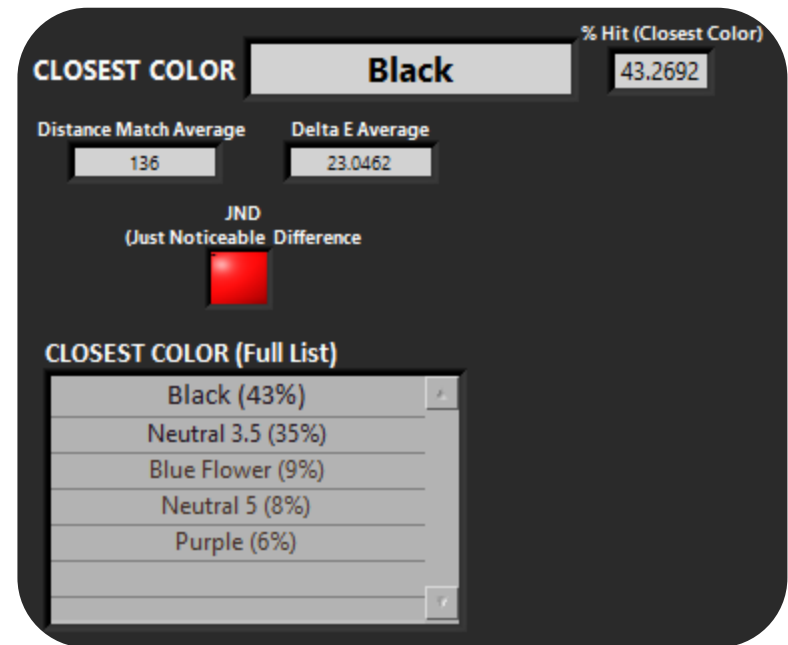 % Hit (Closest Color)
CLOSEST COLOR
Black
43.2692
Distance Match Average
Delta E Average
136
23.0462
JND
(Just Noticeable Difference
CLOSEST COLOR (Full List)
Black (43%)
Neutral 3.5 (35%)
Blue Flower (9%)
Neutral 5 (8%)
Purple (6%)